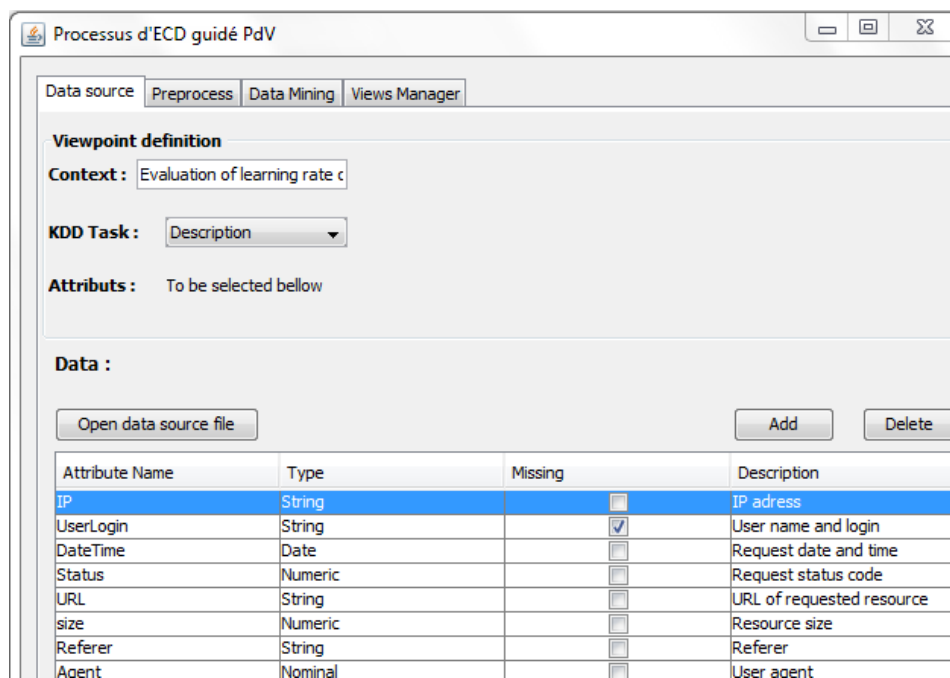 Processus d'ECD guidé PdV
Data source Preprocess Data Mining Views Manager
Viewpoint definition
Context : Evaluation of learning rate c
KDD Task : Description
Attributs : To be selected bellow
Data :
Open data source file Add Delete
Attribute Name Type Missing Description
IP String IP adress
UserLogin String User name and login
DateTime Date Request date and time
Status Numeric Request status code
URL String URL of requested resource
size Numeric Resource size
Referer String Referer
Agent Nominal User agent